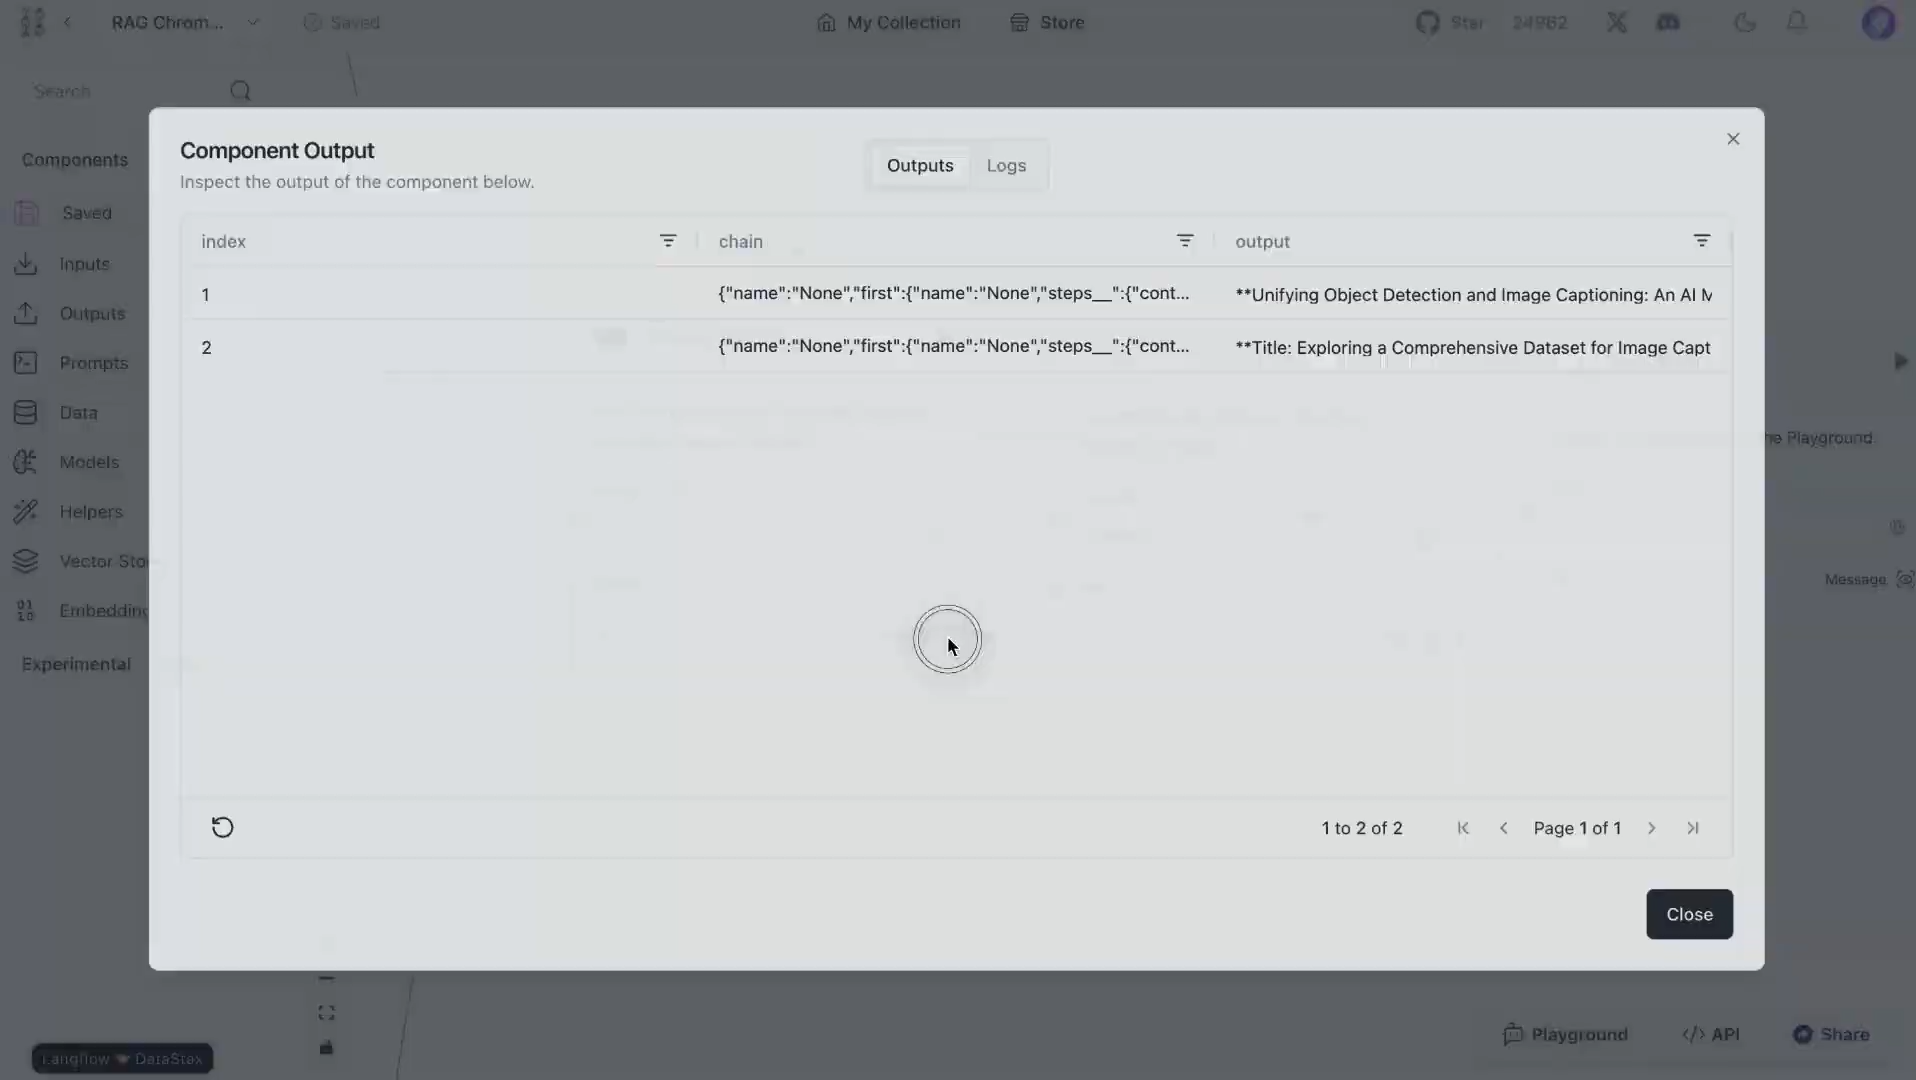 RAG Chrom...
Saved
My Collection
Store
Star
24982
Search
Components
Saved
Inputs
Outputs
Prompts
Data
Models
Helpers
Vector Sto
Embedding
Experimental
Component Output
Inspect the output of the component below.
Outputs
Logs
index
chain
output
1
{"name":"None","first":{"name":"None","steps__":{"cont...
**Unifying Object Detection and Image Captioning: An AI M
2
{"name":"None","first":{"name":"None","steps__":{"cont...
**Title: Exploring a Comprehensive Dataset for Image Capt
he Playground.
Message
1 to 2 of 2
Page 1 of 1
Close
Langflow
DataStax
Playground
</> API
Share